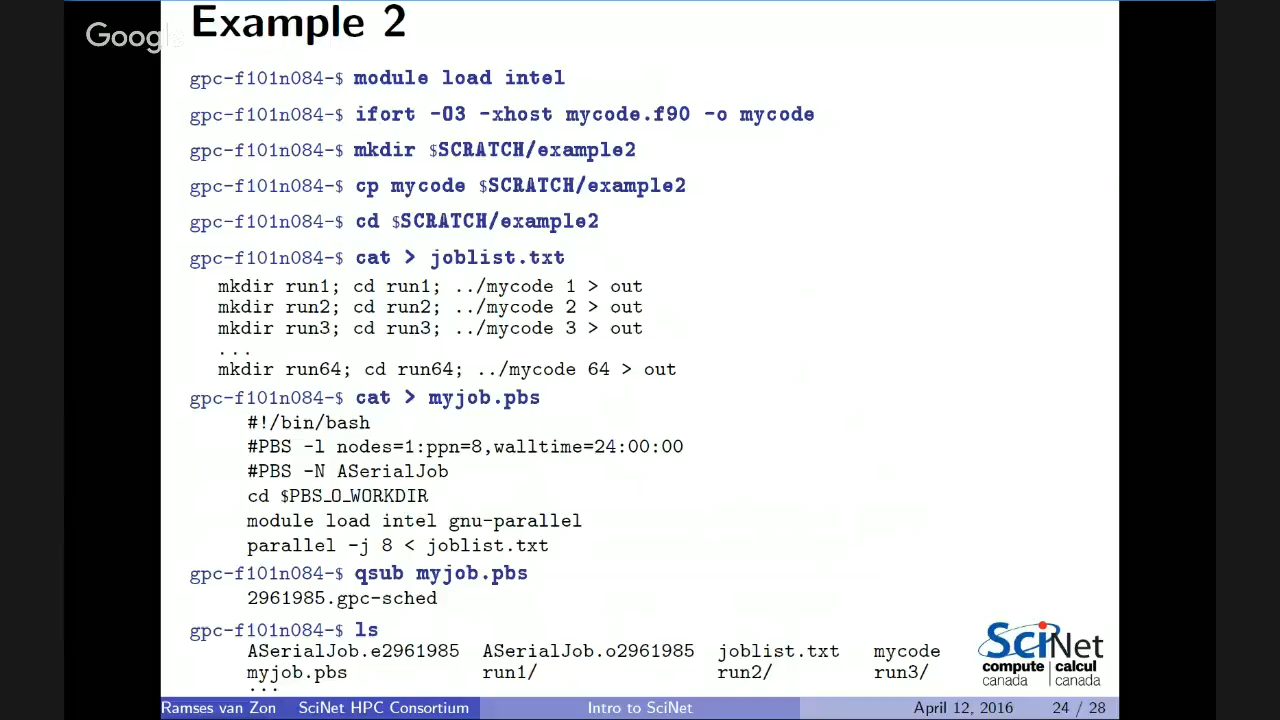 Google
Example 2
gpc-f101n084-$ module load intel
gpc-f101n084-$ ifort -O3 -xhost mycode.f90 -o mycode
gpc-f101n084-$ mkdir $SCRATCH/example2
gpc-f101n084-$ cp mycode $SCRATCH/example2
gpc-f101n084-$ cd $SCRATCH/example2
gpc-f101n084-$ cat > joblist.txt
mkdir run1; cd run1; ../mycode 1 > out
mkdir run2; cd run2; ../mycode 2 > out
mkdir run3; cd run3; ../mycode 3 > out
...
mkdir run64; cd run64; ../mycode 64 > out
gpc-f101n084-$ cat > myjob.pbs
#!/bin/bash
#PBS -l nodes=1:ppn=8,walltime=24:00:00
#PBS -N ASerialJob
cd $PBS_O_WORKDIR
module load intel gnu-parallel
parallel -j 8 < joblist.txt
gpc-f101n084-$ qsub myjob.pbs
2961985.gpc-sched
gpc-f101n084-$ ls
ASerialJob.e2961985 ASerialJob.o2961985 joblist.txt mycode
myjob.pbs run1/ run2/ run3/
...
SciNet
compute | calcul
canada | canada
Ramses van Zon SciNet HPC Consortium Intro to SciNet April 12, 2016 24 / 28